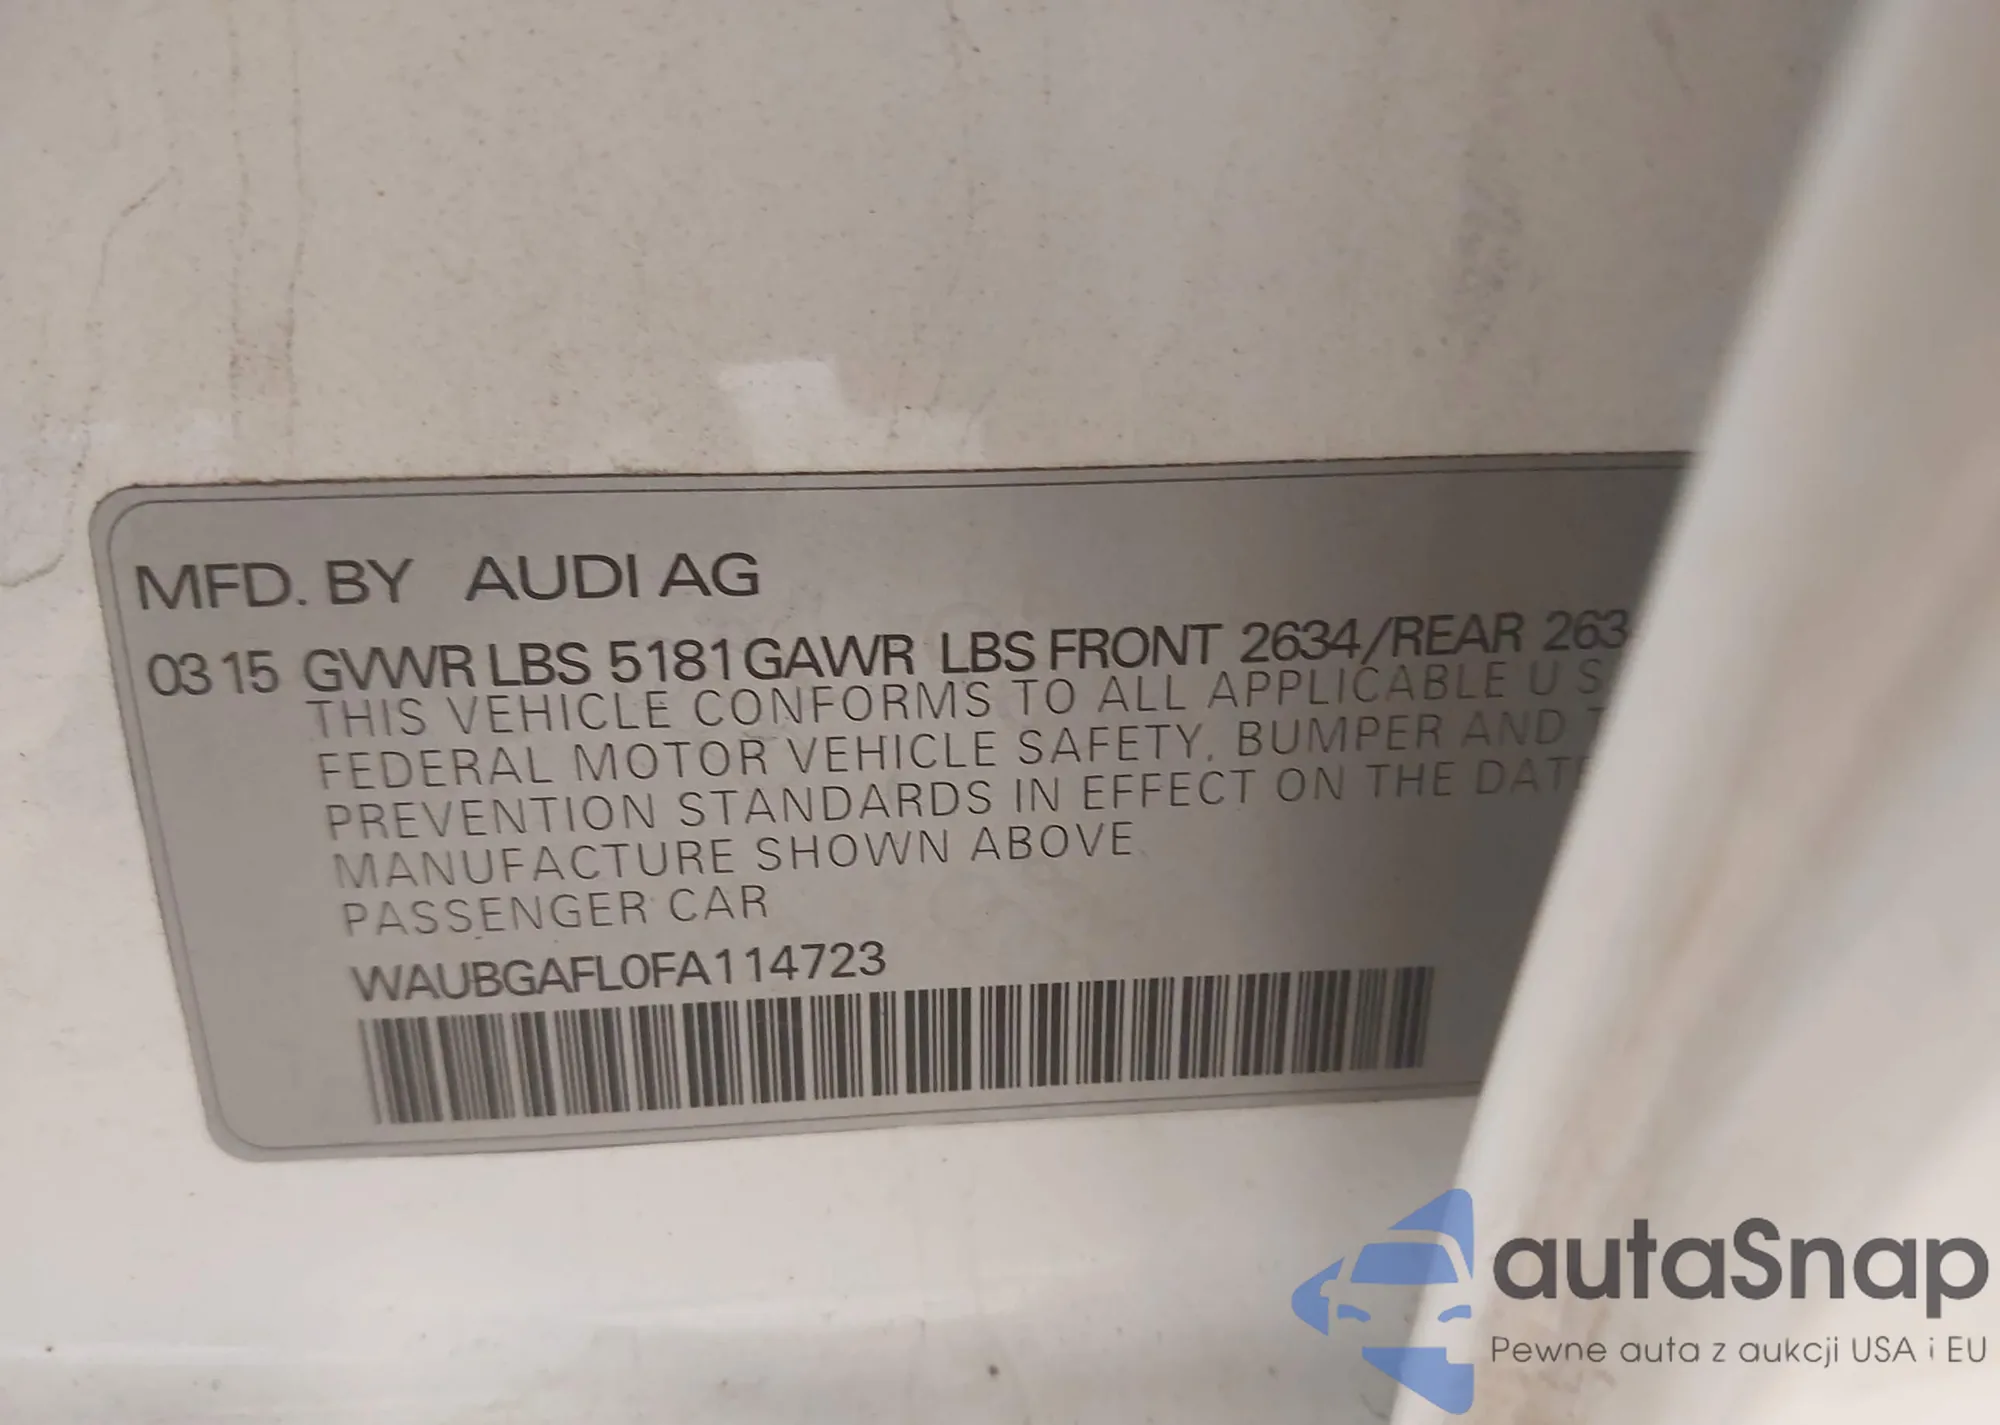 MFD. BY AUDI AG
03 15 GVWR LBS 5181 GAWR LBS FRONT 2634/REAR 263
THIS VEHICLE CONFORMS TO ALL APPLICABLE U S
FEDERAL MOTOR VEHICLE SAFETY, BUMPER AND T
PREVENTION STANDARDS IN EFFECT ON THE DATE
MANUFACTURE SHOWN ABOVE.
PASSENGER CAR
WAUBGAFL0FA114723
autaSnap
Pewne auta z aukcji USA i EU